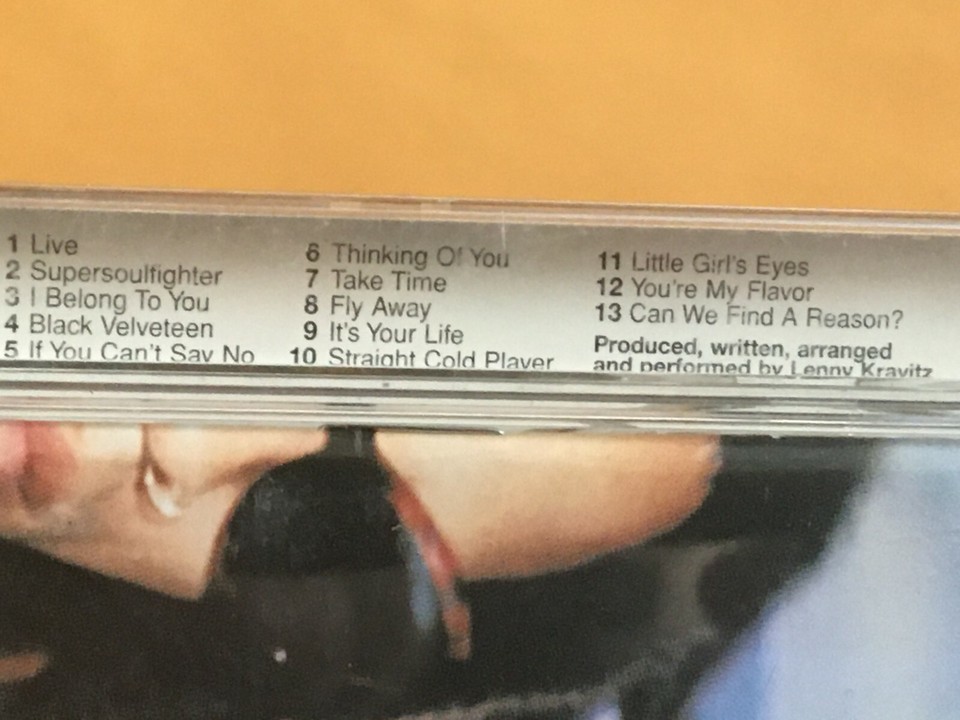 1 Live
2 Supersoulfighter
3 I Belong To You
4 Black Velveteen
5 If You Can't Say No
6 Thinking Of You
7 Take Time
8 Fly Away
9 It's Your Life
10 Straight Cold Player
11 Little Girl's Eyes
12 You're My Flavor
13 Can We Find A Reason?
Produced, written, arranged
and performed by Lenny Kravitz